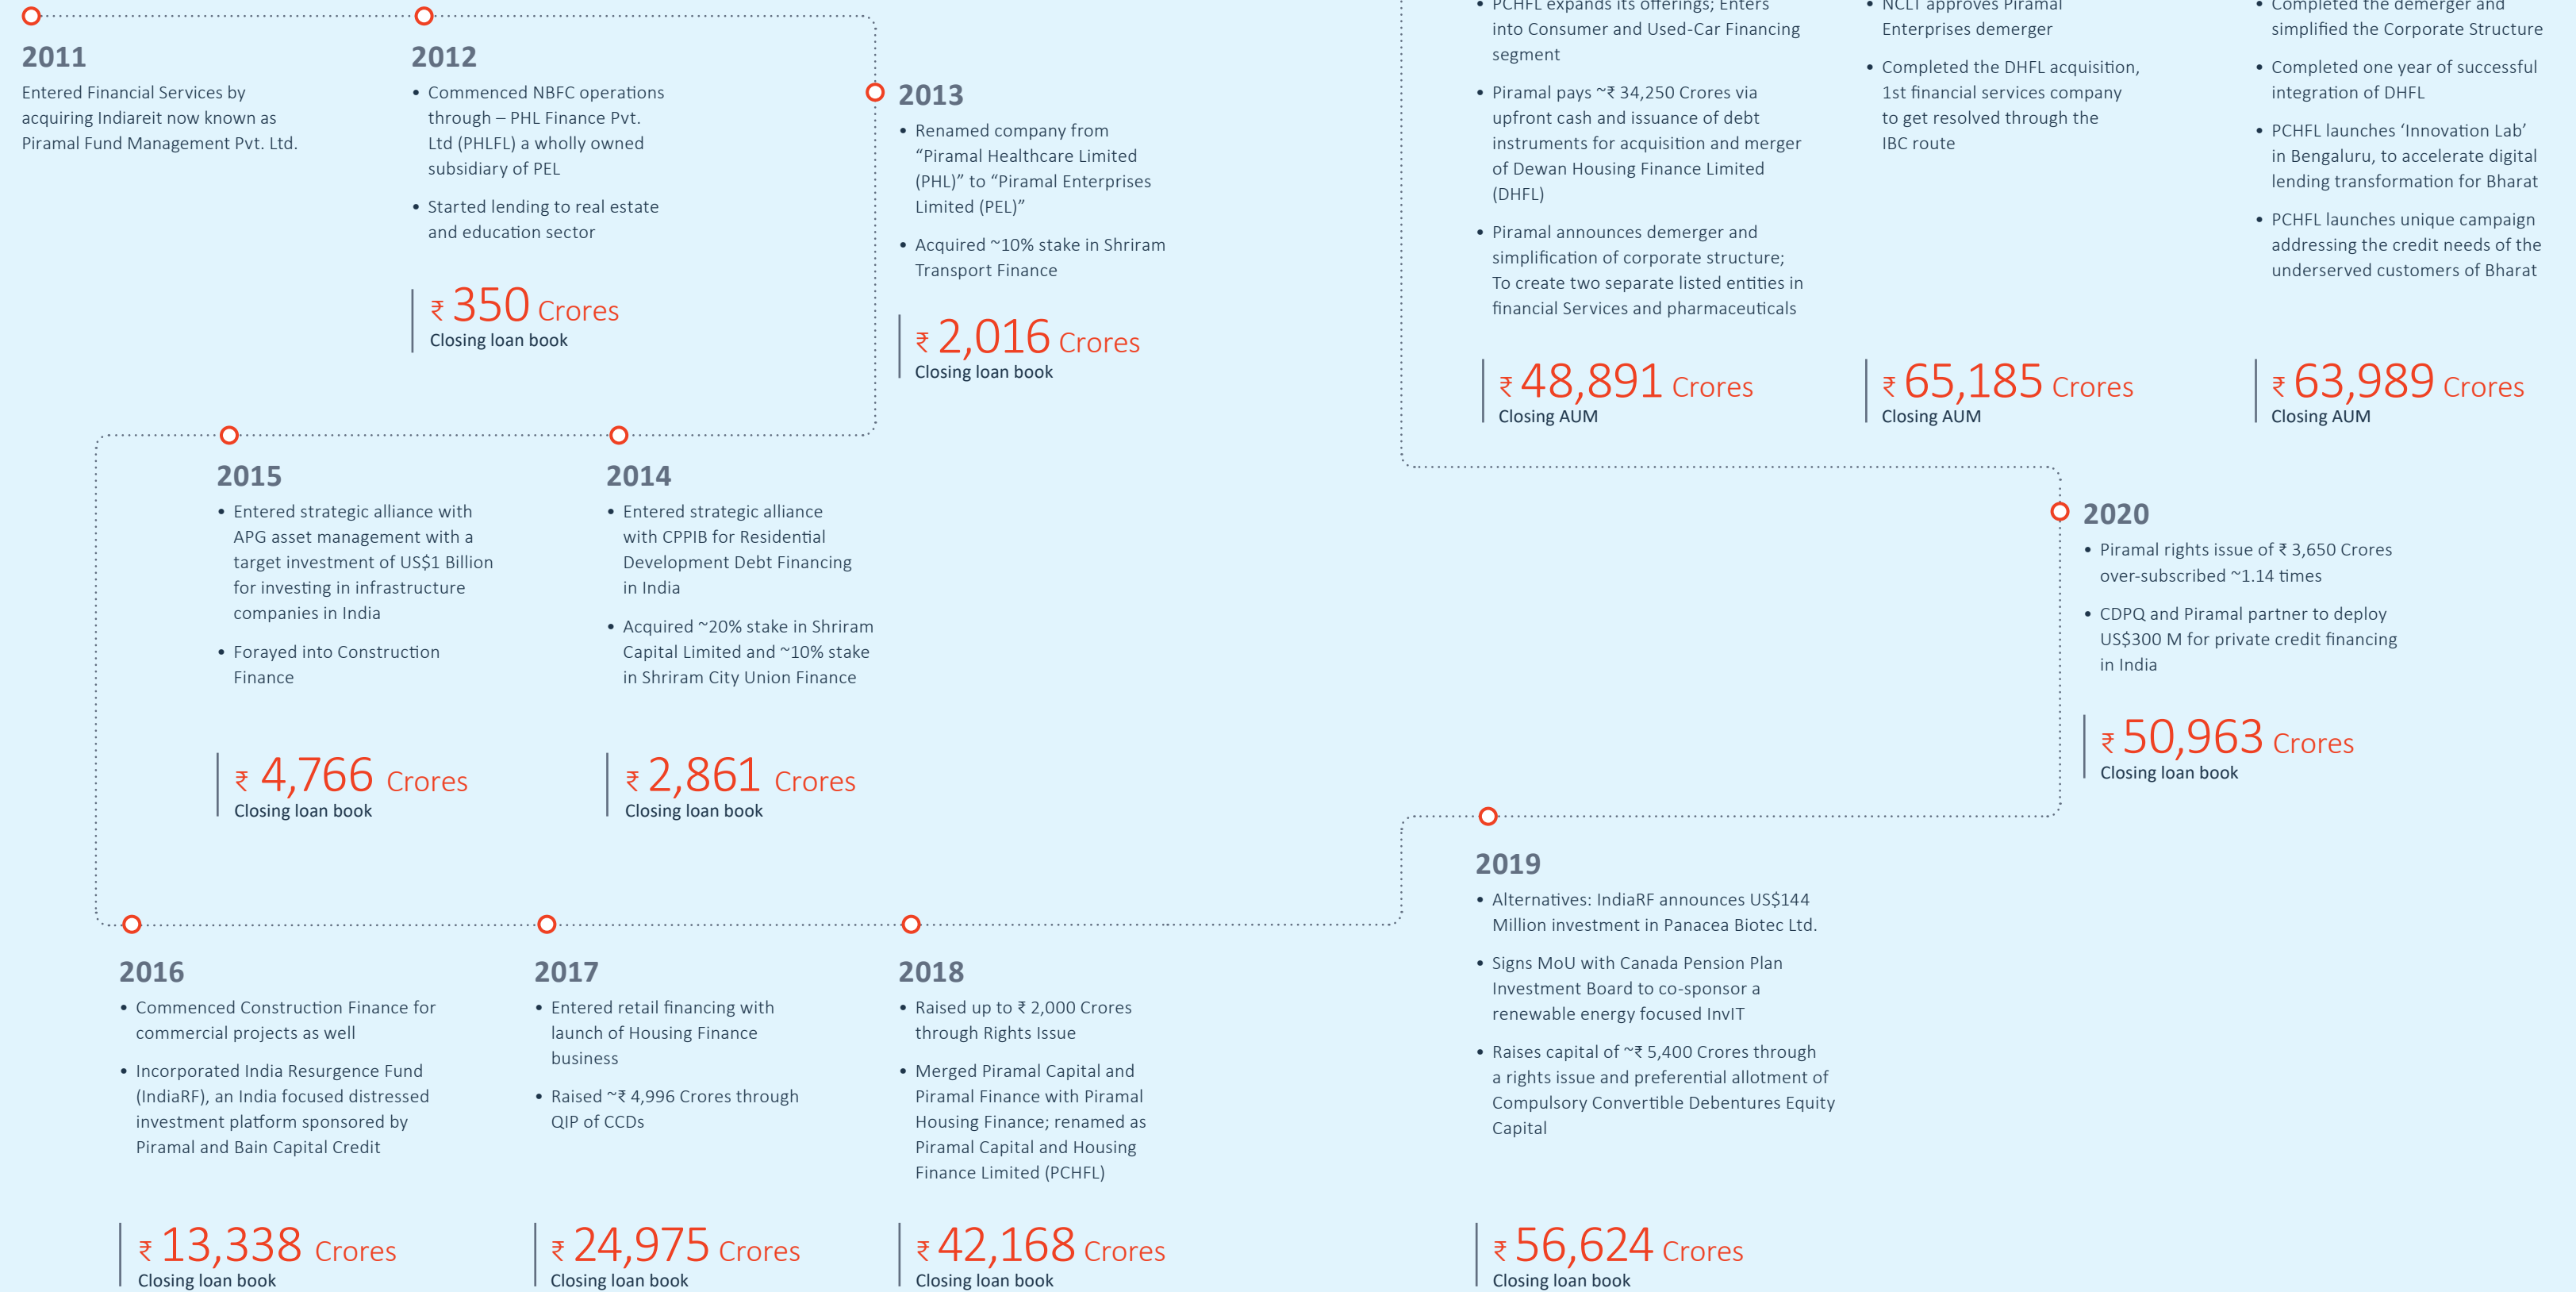 2011
Entered Financial Services by
acquiring Indiareit now known as
Piramal Fund Management Pvt. Ltd.
2012
• Commenced NBFC operations
through – PHL Finance Pvt.
Ltd (PHLFL) a wholly owned
subsidiary of PEL
• Started lending to real estate
and education sector
₹ 350 Crores
Closing loan book
2013
• Renamed company from
“Piramal Healthcare Limited
(PHL)” to “Piramal Enterprises
Limited (PEL)”
• Acquired ~10% stake in Shriram
Transport Finance
₹ 2,016 Crores
Closing loan book
2015
• Entered strategic alliance with
APG asset management with a
target investment of US$1 Billion
for investing in infrastructure
companies in India
• Forayed into Construction
Finance
₹ 4,766 Crores
Closing loan book
2014
• Entered strategic alliance
with CPPIB for Residential
Development Debt Financing
in India
• Acquired ~20% stake in Shriram
Capital Limited and ~10% stake
in Shriram City Union Finance
₹ 2,861 Crores
Closing loan book
2016
• Commenced Construction Finance for
commercial projects as well
• Incorporated India Resurgence Fund
(IndiaRF), an India focused distressed
investment platform sponsored by
Piramal and Bain Capital Credit
₹ 13,338 Crores
Closing loan book
2017
• Entered retail financing with
launch of Housing Finance
business
• Raised ~₹ 4,996 Crores through
QIP of CCDs
₹ 24,975 Crores
Closing loan book
2018
• Raised up to ₹ 2,000 Crores
through Rights Issue
• Merged Piramal Capital and
Piramal Finance with Piramal
Housing Finance; renamed as
Piramal Capital and Housing
Finance Limited (PCHFL)
₹ 42,168 Crores
Closing loan book
• PCHFL expands its offerings; Enters
into Consumer and Used-Car Financing
segment
• Piramal pays ~₹ 34,250 Crores via
upfront cash and issuance of debt
instruments for acquisition and merger
of Dewan Housing Finance Limited
(DHFL)
• Piramal announces demerger and
simplification of corporate structure;
To create two separate listed entities in
financial Services and pharmaceuticals
₹ 48,891 Crores
Closing AUM
• NCLT approves Piramal
Enterprises demerger
• Completed the DHFL acquisition,
1st financial services company
to get resolved through the
IBC route
₹ 65,185 Crores
Closing AUM
• Completed the demerger and
simplified the Corporate Structure
• Completed one year of successful
integration of DHFL
• PCHFL launches ‘Innovation Lab’
in Bengaluru, to accelerate digital
lending transformation for Bharat
• PCHFL launches unique campaign
addressing the credit needs of the
underserved customers of Bharat
₹ 63,989 Crores
Closing AUM
2020
• Piramal rights issue of ₹ 3,650 Crores
over-subscribed ~1.14 times
• CDPQ and Piramal partner to deploy
US$300 M for private credit financing
in India
₹ 50,963 Crores
Closing loan book
2019
• Alternatives: IndiaRF announces US$144
Million investment in Panacea Biotec Ltd.
• Signs MoU with Canada Pension Plan
Investment Board to co-sponsor a
renewable energy focused InvIT
• Raises capital of ~₹ 5,400 Crores through
a rights issue and preferential allotment of
Compulsory Convertible Debentures Equity
Capital
₹ 56,624 Crores
Closing loan book